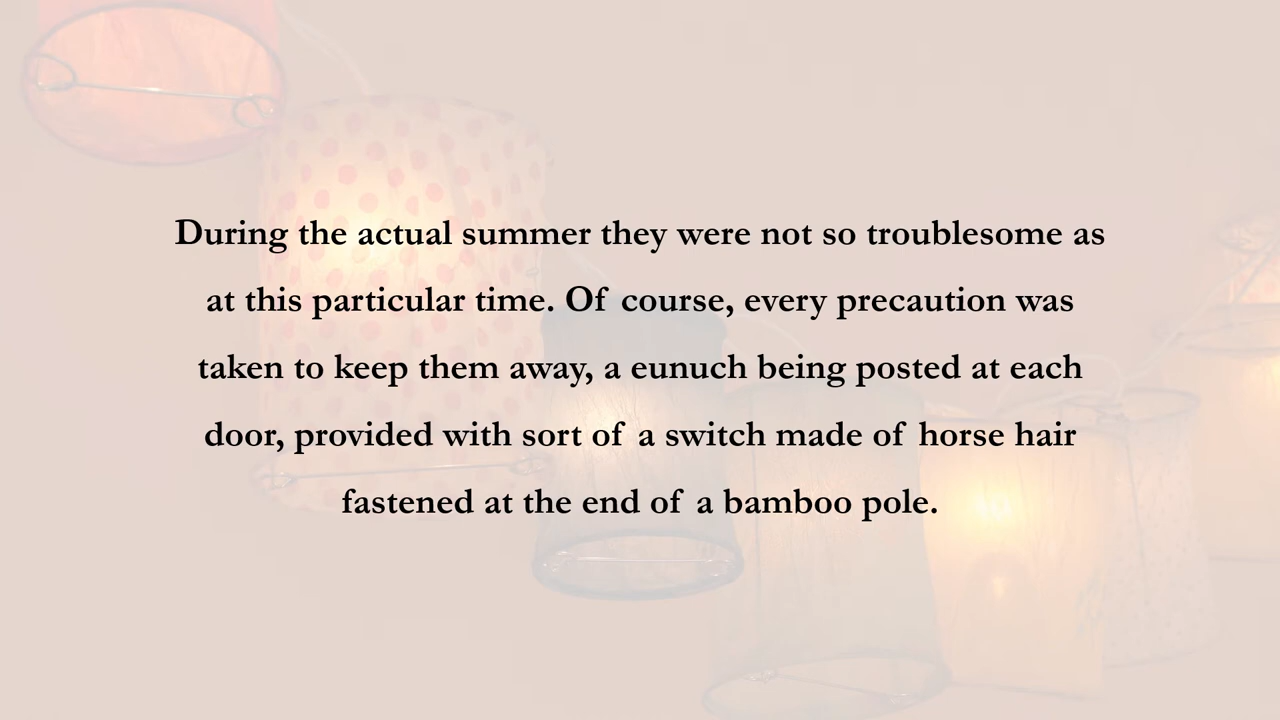 During the actual summer they were not so troublesome as
at this particular time. Of course, every precaution was
taken to keep them away, a eunuch being posted at each
door, provided with sort of a switch made of horse hair
fastened at the end of a bamboo pole.